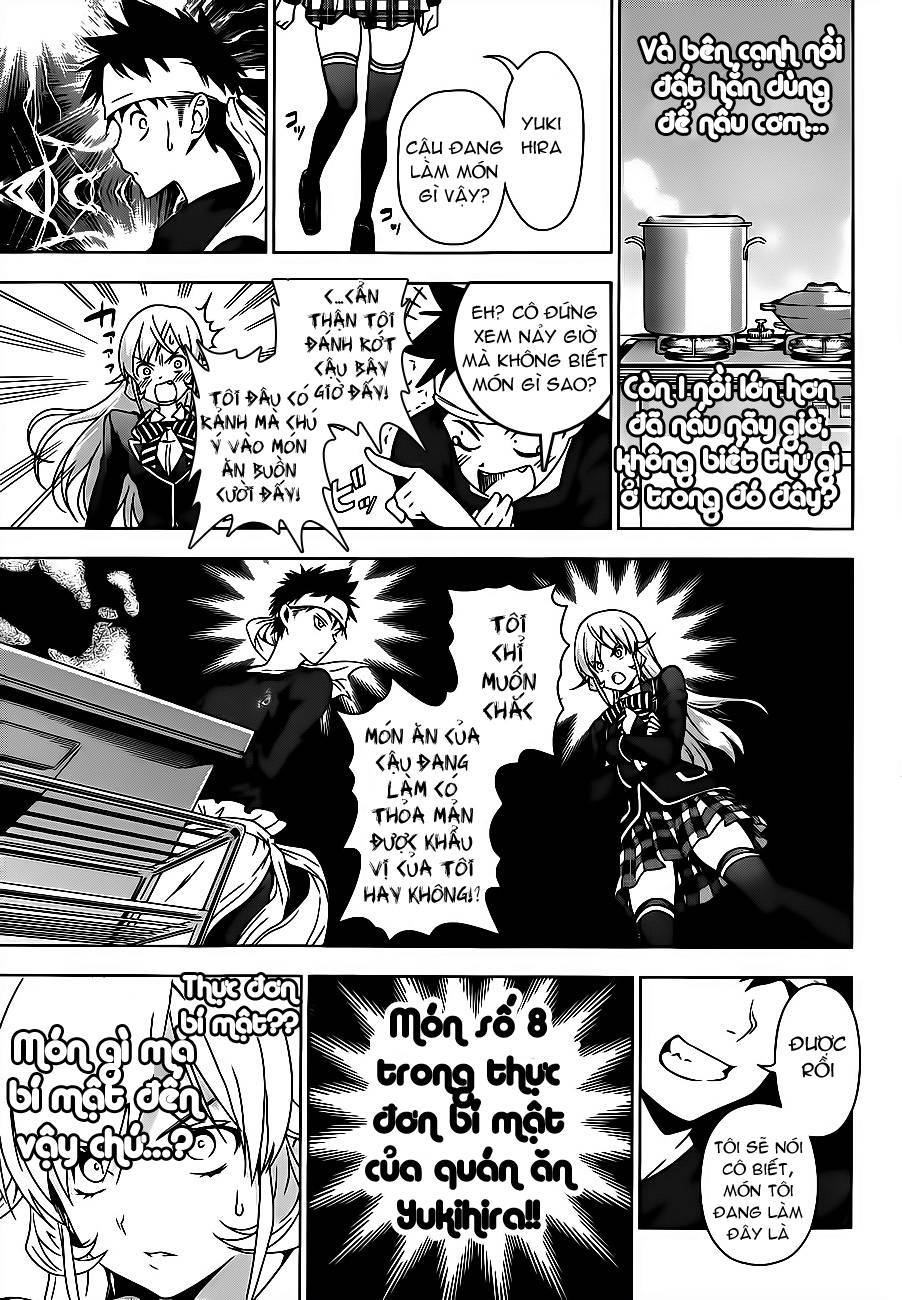 Và bên cạnh nồi
đất hắn dùng
để nấu cơm...
Còn 1 nồi lớn hơn
đã nấu nãy giờ,
không biết thứ gì
ở trong đó đây?
YUKI
HIRA
CÂU ĐANG
LÀM MÓN
GÌ VẬY?
EH? CÔ ĐỨNG
XEM NẢY GIỜ
MÀ KHÔNG BIẾT
MÓN GÌ SAO?
C...CẨN
THẬN TÔI
ĐÁNH RỚT
CẬU BÂY
GIỜ ĐẤY!
TÔI ĐÂU CÓ
RẢNH MÀ CHÚ
Ý VÀO MÓN
ĂN BUỒN
CƯỜI ĐẤY!
ビッ
TÔI
CHỈ
MUỐN
CHẮC
MÓN ĂN CỦA
CẬU ĐANG
LÀM CÓ
THỎA MẢN
ĐƯỢC KHẨU
VỊ CỦA TÔI
HAY KHÔNG!?
ĐƯƠC
RỒI
TÔI SẼ NÓI
CÔ BIẾT,
MÓN TÔI
ĐANG LÀM
ĐÂY LÀ
Món số 8
trong thực
đơn bí mật
của quán ăn
Yukihira!!
Thực đơn
bí mật??
Món gì mà
bí mật đến
vậy chứ...?